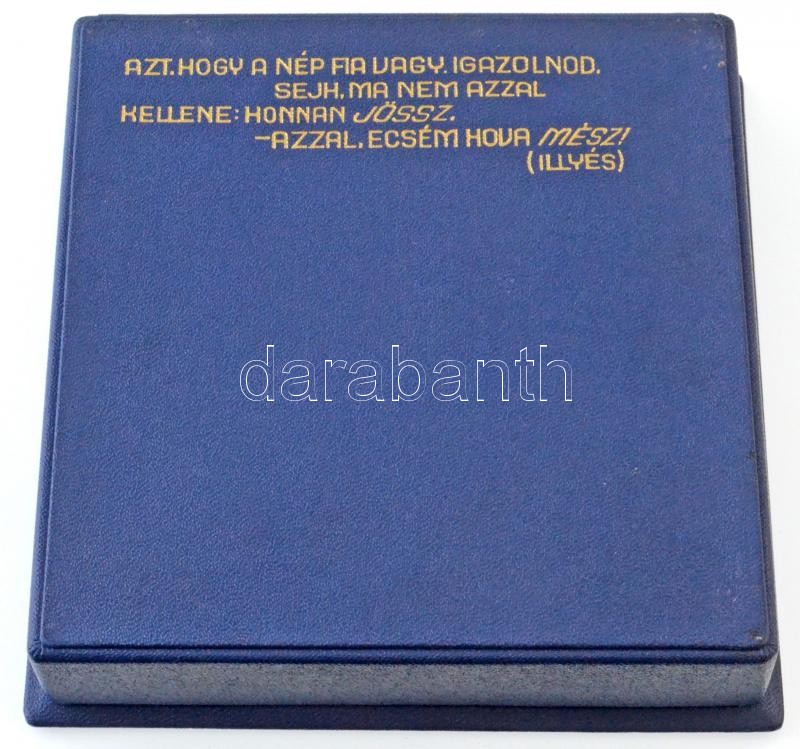 AZT, HOGY A NÉP FIA VAGY, IGAZOLNOD,
SEJH, MA NEM AZZAL
KELLENE: HONNAN JÖSSZ,
—AZZAL, ECSÉM HOVA MÉSZ!
(ILLYÉS)
darabanth